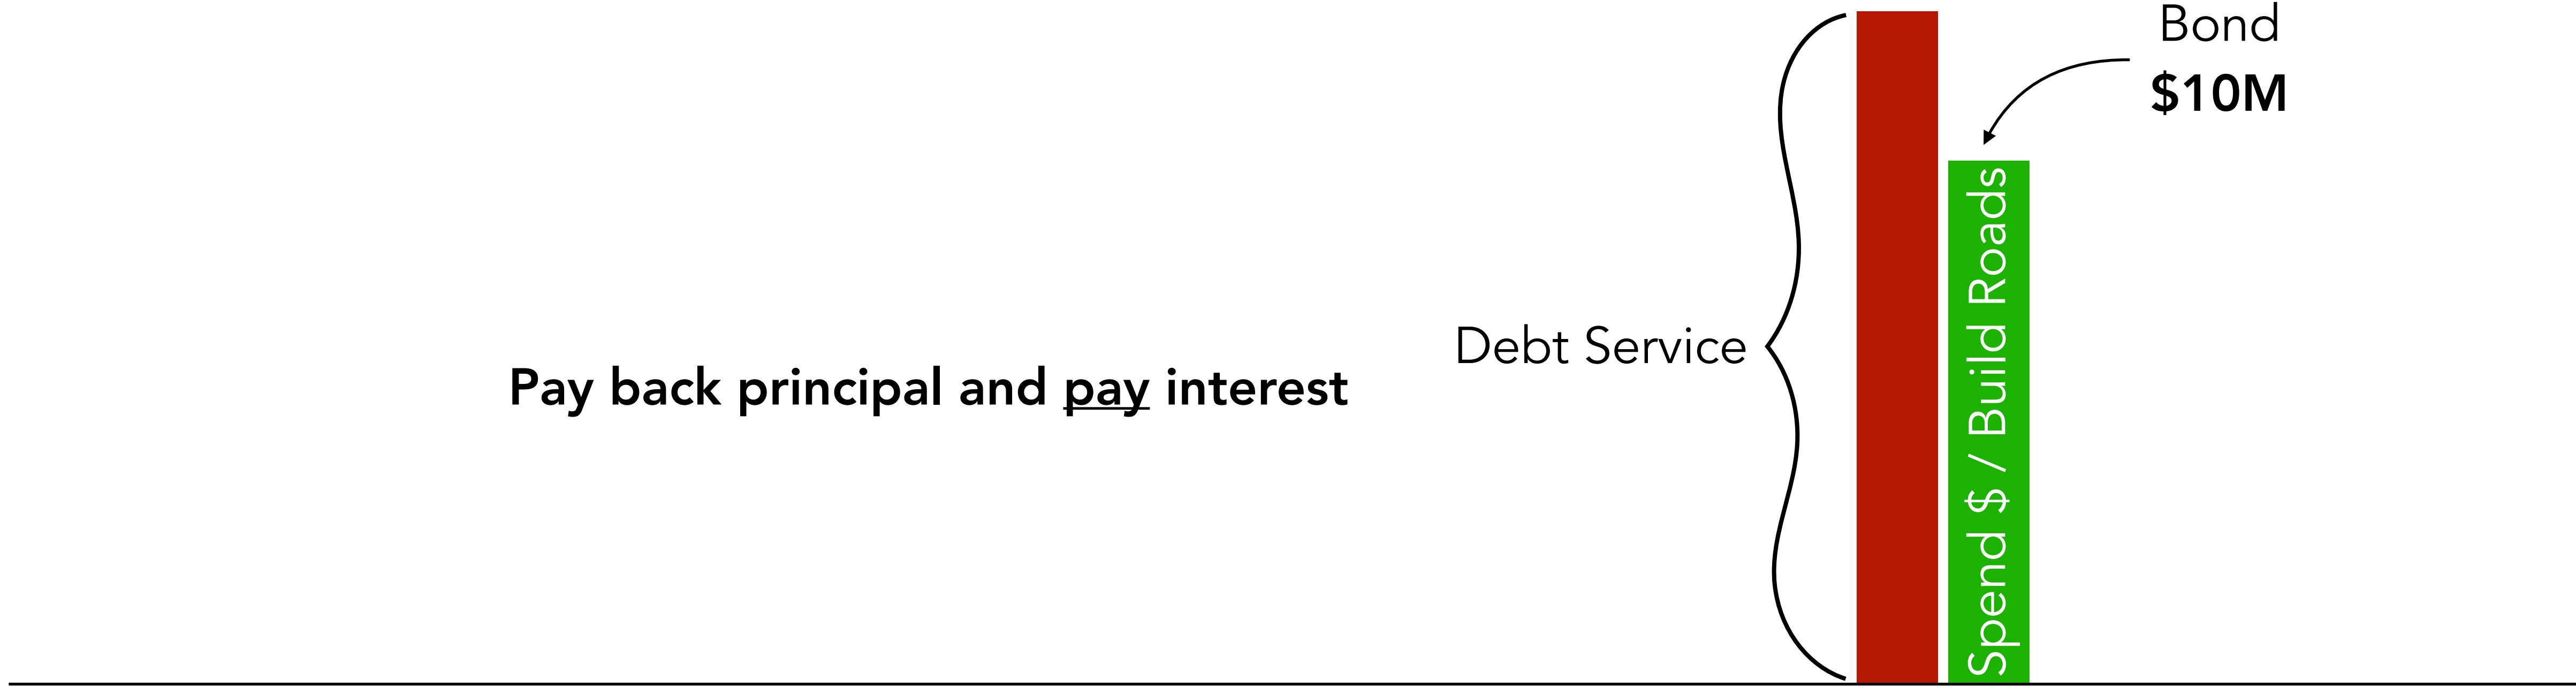 Bond
$10M
Debt Service
Pay back principal and pay interest
Spend $ / Build Roads